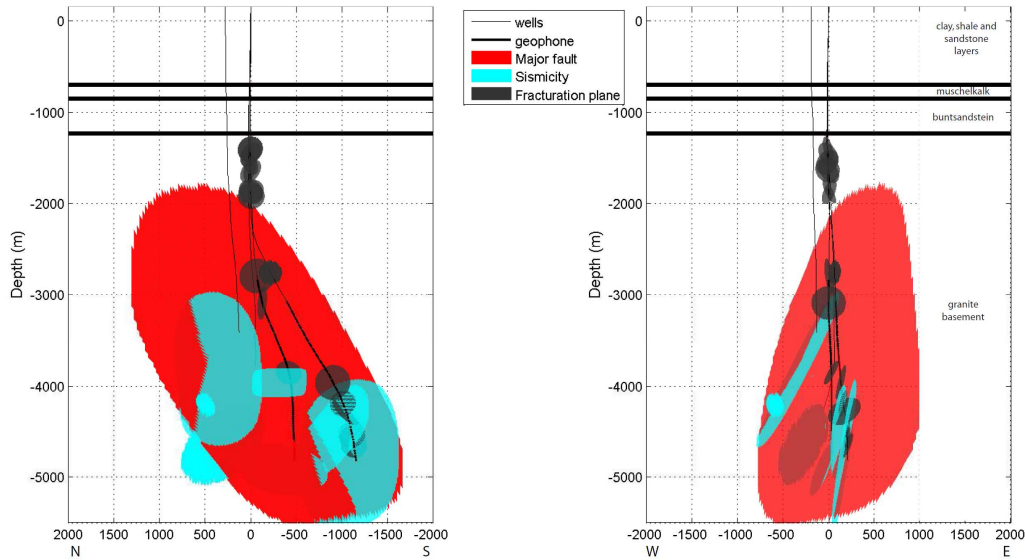 0
-1000
-2000
-3000
-4000
-5000
Depth (m)
2000 1500 1000 500 0 -500 -1000 -1500 -2000
N S
wells
geophone
Major fault
Sismicity
Fracturation plane
0
-1000
-2000
-3000
-4000
-5000
Depth (m)
-2000 -1500 -1000 -500 0 500 1000 1500 2000
W E
clay, shale and
sandstone
layers
muschelkalk
buntsandstein
granite
basement